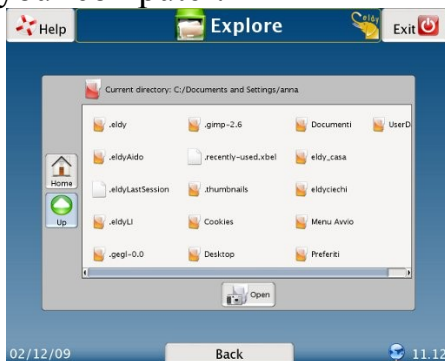 Help
Explore
Eldy
Exit
Current directory: C:/Documents and Settings/anna
.eldy
.gimp-2.6
Documenti
UserD
.eldyAido
.recently-used.xbel
eldy_casa
Home
.eldyLastSession
.thumbnails
eldyciechi
Up
.eldyLI
Cookies
Menu Avvio
.gegl-0.0
Desktop
Preferiti
Open
02/12/09
Back
11.12